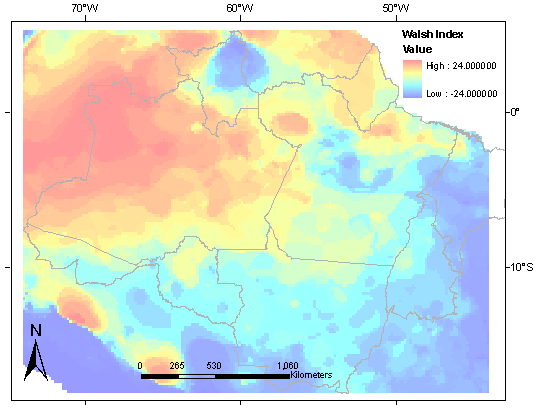 70°W 60°W 50°W
Walsh Index
Value
High : 24.000000
Low : -24.000000
0°
10°S 10°S
N
0 265 530 1,060
Kilometers